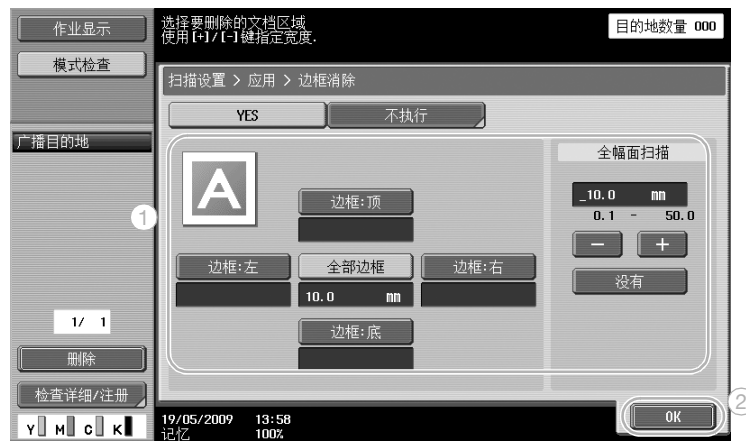 作业显示
模式检查
选择要删除的文档区域
使用[+]/[-]键指定宽度.
目的地数量 000
扫描设置 > 应用 > 边框消除
YES
不执行
广播目的地
全幅面扫描
A
_10.0 mm
0.1 - 50.0
边框:顶
1
- +
边框:左
全部边框
边框:右
没有
10.0 mm
1/ 1
边框:底
删除
检查详细/注册
2
OK
Y M C K
19/05/2009 13:58
记忆 100%